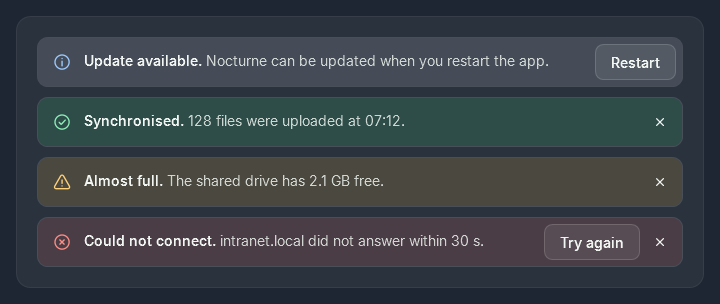 Update available. Nocturne can be updated when you restart the app. Restart
Synchronised. 128 files were uploaded at 07:12.
Almost full. The shared drive has 2.1 GB free.
Could not connect. intranet.local did not answer within 30 s. Try again